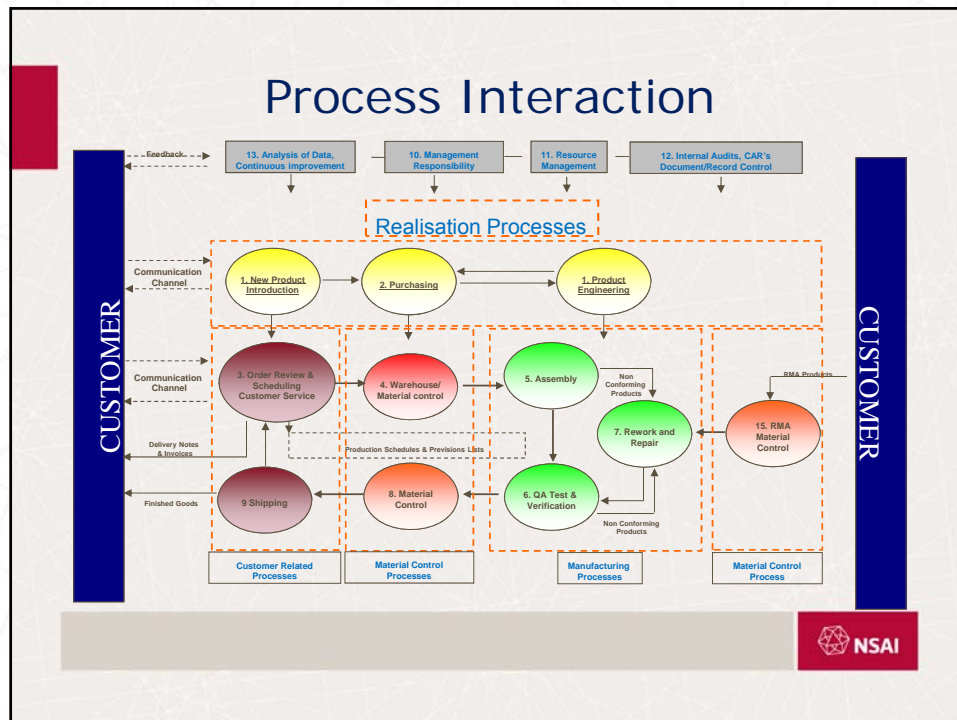 Process Interaction
Feedback
13. Analysis of Data,
Continuous improvement
10. Management
Responsibility
11. Resource
Management
12. Internal Audits, CAR's
Document/Record Control
Realisation Processes
CUSTOMER
Communication
Channel
1. New Product
Introduction
2. Purchasing
1. Product
Engineering
CUSTOMER
Communication
Channel
3. Order Review &
Scheduling
Customer Service
4. Warehouse/
Material control
5. Assembly
Non
Conforming
Products
RMA Products
7. Rework and
Repair
15. RMA
Material
Control
Delivery Notes
& Invoices
Production Schedules & Previsions Lists
Finished Goods
9 Shipping
8. Material
Control
6. QA Test &
Verification
Non Conforming
Products
Customer Related
Processes
Material Control
Processes
Manufacturing
Processes
Material Control
Process
NSAI